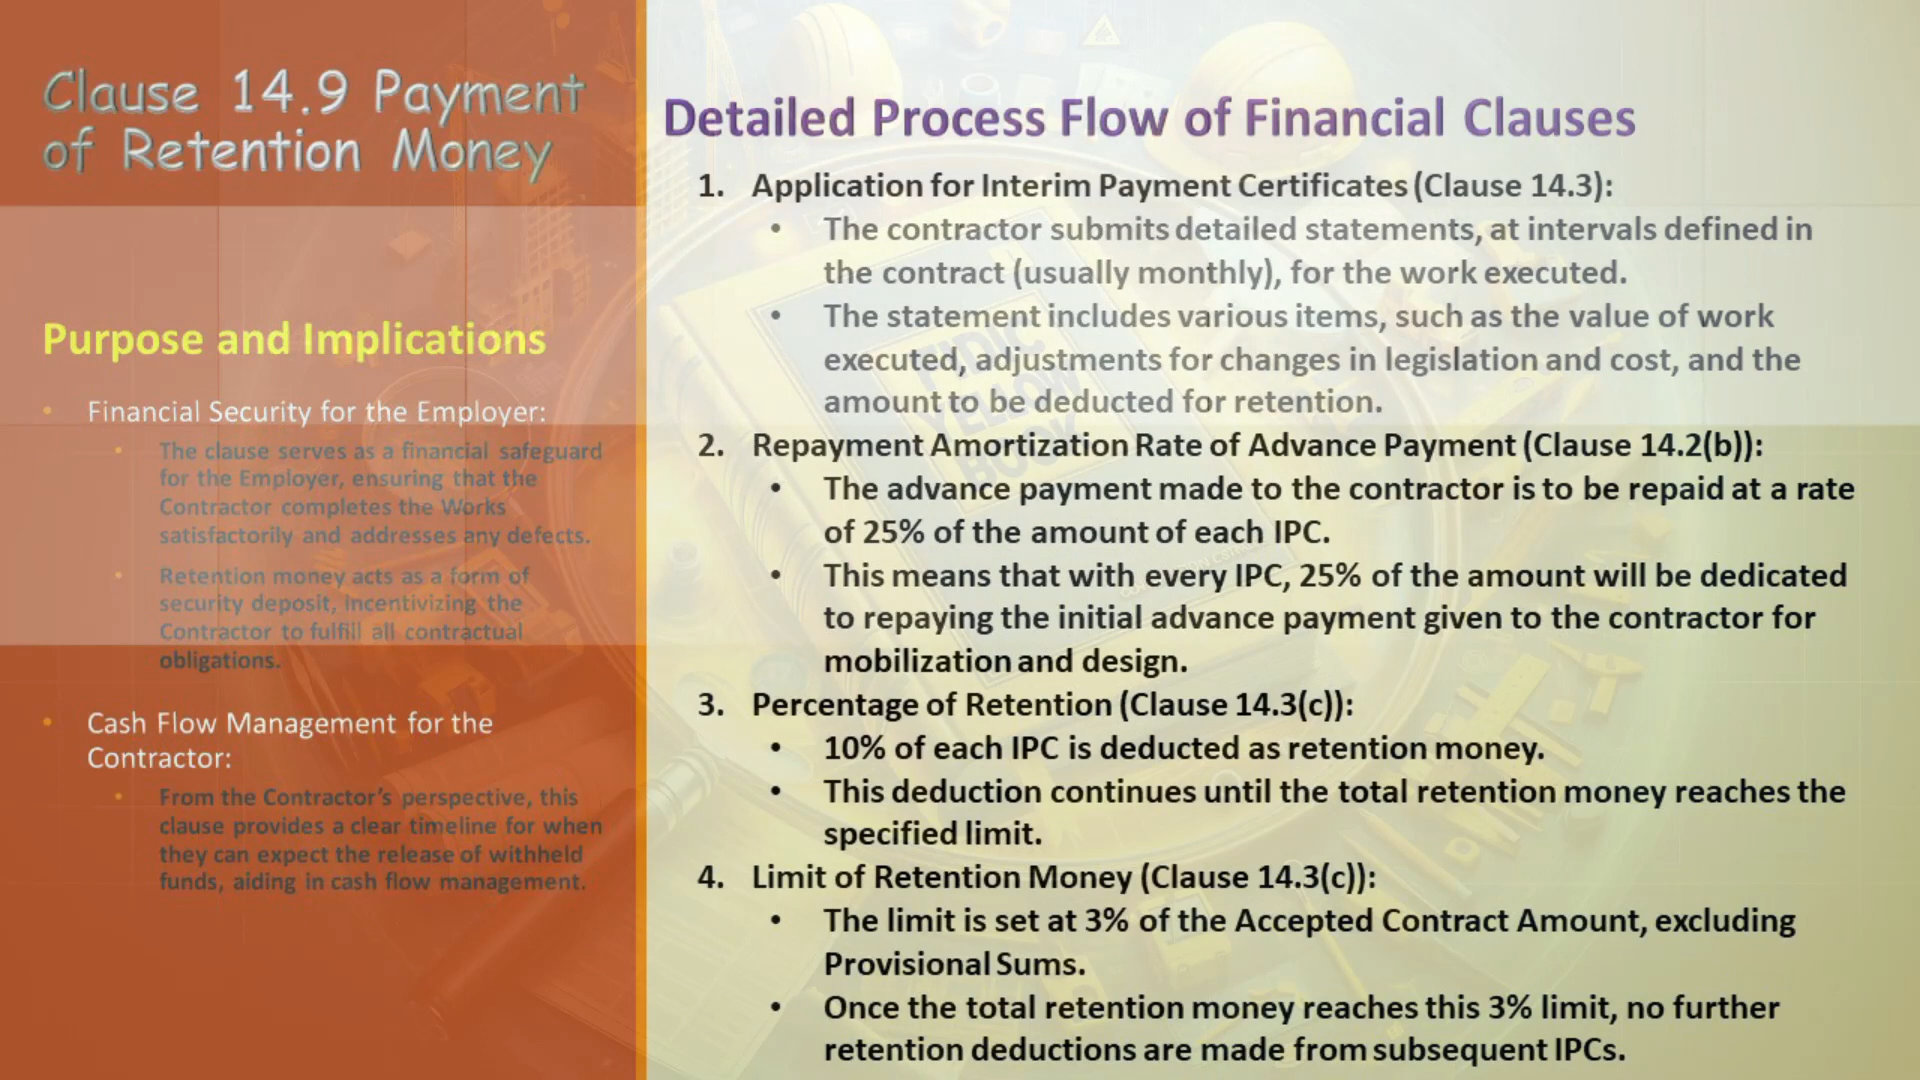 Clause 14.9 Payment
of Retention Money
Purpose and Implications
• Financial Security for the Employer:
• The clause serves as a financial safeguard
for the Employer, ensuring that the
Contractor completes the Works
satisfactorily and addresses any defects.
• Retention money acts as a form of
security deposit, incentivizing the
Contractor to fulfill all contractual
obligations.
• Cash Flow Management for the
Contractor:
• From the Contractor's perspective, this
clause provides a clear timeline for when
they can expect the release of withheld
funds, aiding in cash flow management.
Detailed Process Flow of Financial Clauses
1. Application for Interim Payment Certificates (Clause 14.3):
• The contractor submits detailed statements, at intervals defined in
the contract (usually monthly), for the work executed.
• The statement includes various items, such as the value of work
executed, adjustments for changes in legislation and cost, and the
amount to be deducted for retention.
2. Repayment Amortization Rate of Advance Payment (Clause 14.2(b)):
• The advance payment made to the contractor is to be repaid at a rate
of 25% of the amount of each IPC.
• This means that with every IPC, 25% of the amount will be dedicated
to repaying the initial advance payment given to the contractor for
mobilization and design.
3. Percentage of Retention (Clause 14.3(c)):
• 10% of each IPC is deducted as retention money.
• This deduction continues until the total retention money reaches the
specified limit.
4. Limit of Retention Money (Clause 14.3(c)):
• The limit is set at 3% of the Accepted Contract Amount, excluding
Provisional Sums.
• Once the total retention money reaches this 3% limit, no further
retention deductions are made from subsequent IPCs.
FIDIC
YELLOW
BOOK